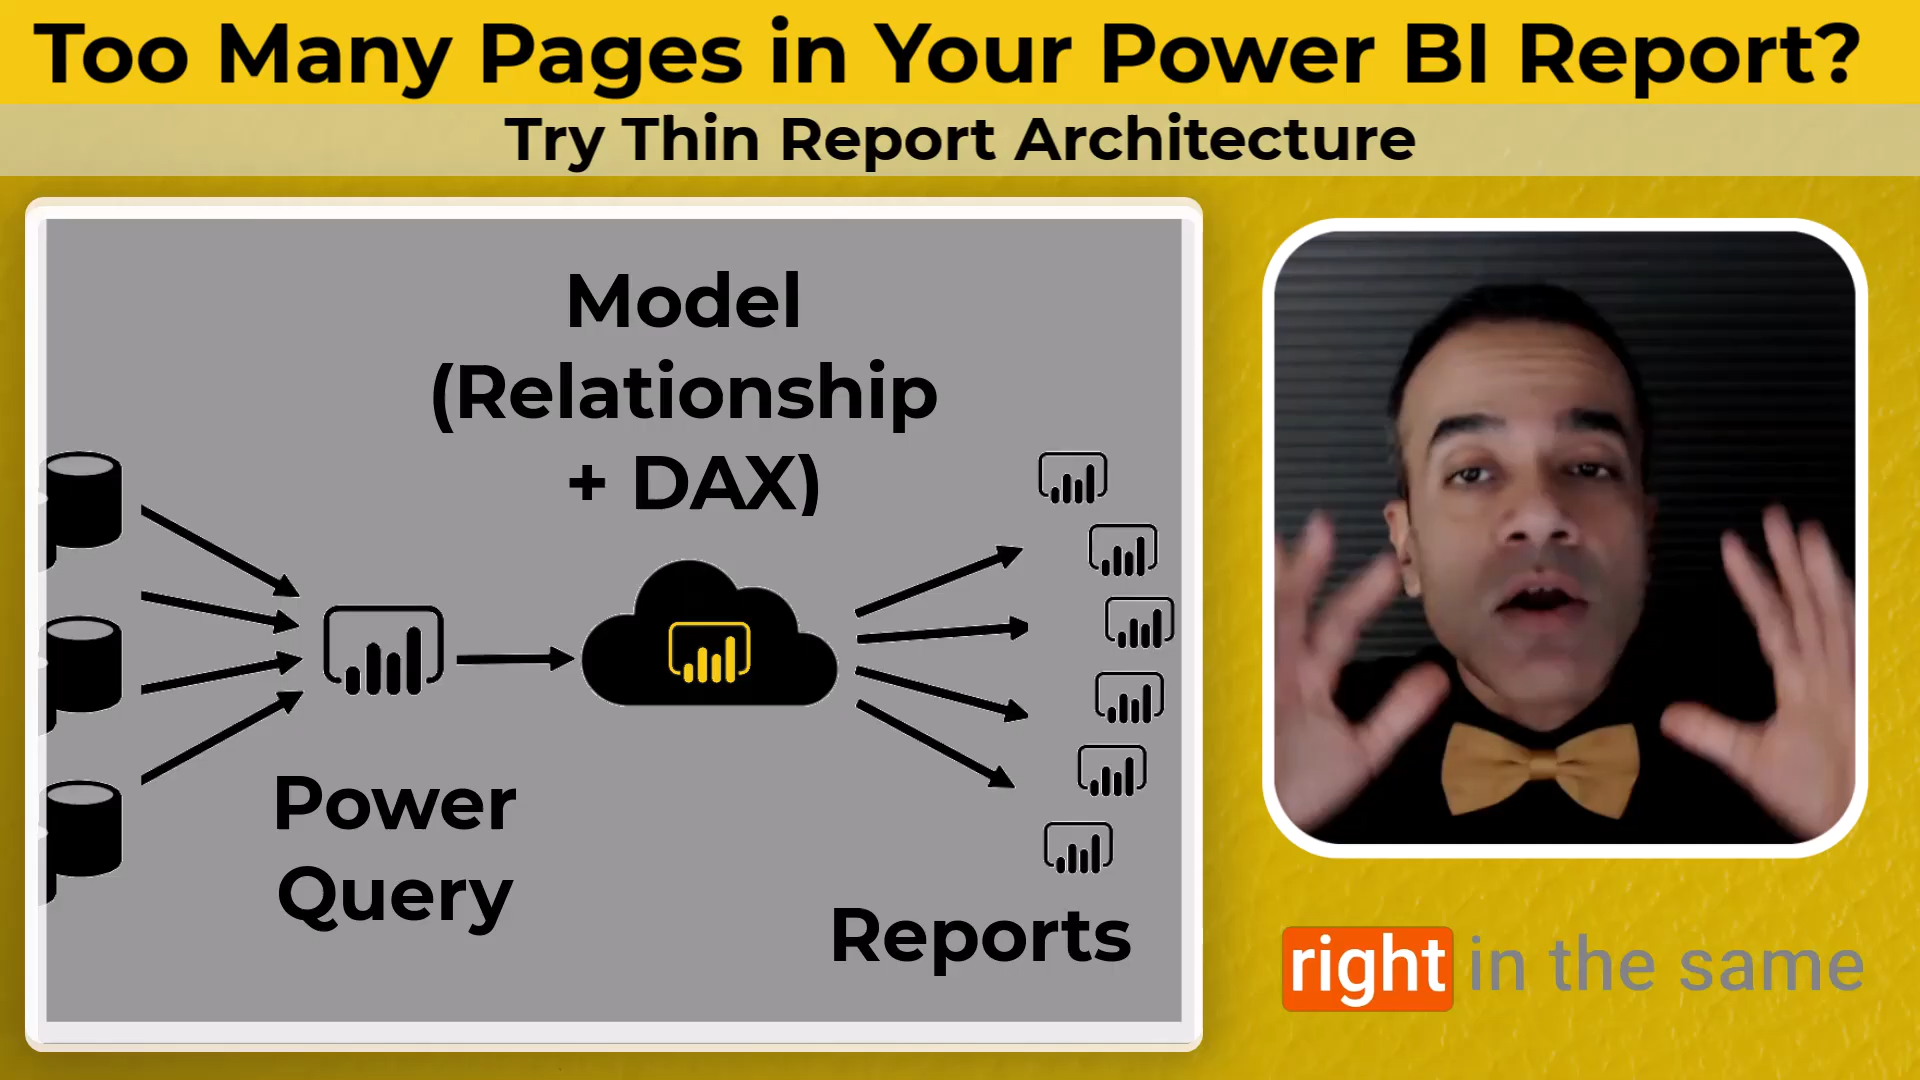 Too Many Pages in Your Power BI Report?
Try Thin Report Architecture
Model
(Relationship
+ DAX)
Power
Query
Reports
right in the same